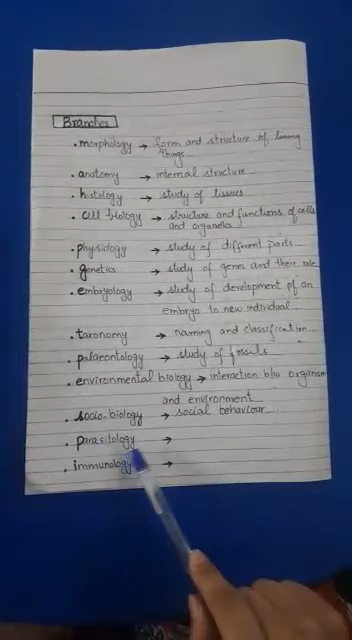 Branches
• morphology → form and structure of living
things
• anatomy → internal structure
• histology → study of tissues
• cell biology → structure and functions of cells
and organelles
• physiology → study of different parts
• genetics → study of genes and their role
• embryology → study of development of an
embryo to new individual
• taxonomy → naming and classification
• palaeontology → study of fossils
• environmental biology → interaction b/w organism
and environment
• socio-biology → social behaviour
• parasitology →
• immunology →